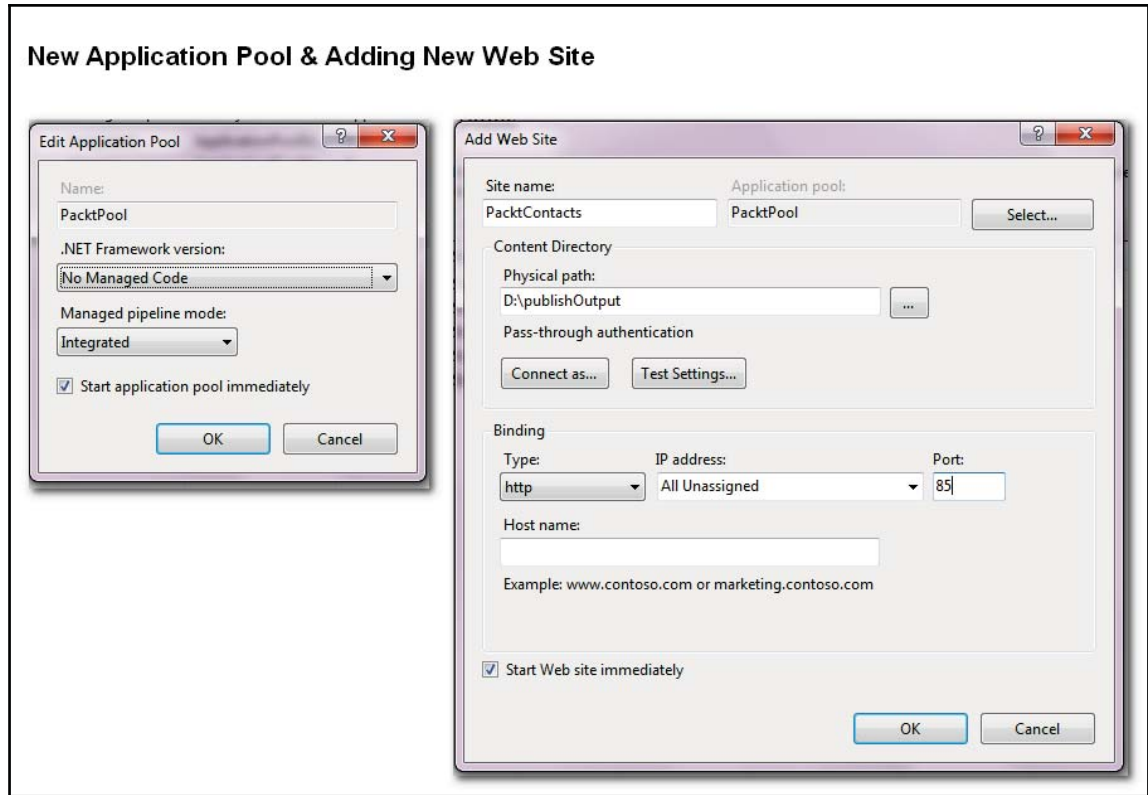 New Application Pool & Adding New Web Site
Edit Application Pool
Name:
PacktPool
.NET Framework version:
No Managed Code
Managed pipeline mode:
Integrated
Start application pool immediately
OK Cancel
Add Web Site
Site name: Application pool:
PacktContacts PacktPool Select...
Content Directory
Physical path:
D:\publishOutput ...
Pass-through authentication
Connect as... Test Settings...
Binding
Type: IP address: Port:
http All Unassigned 85
Host name:
Example: www.contoso.com or marketing.contoso.com
Start Web site immediately
OK Cancel